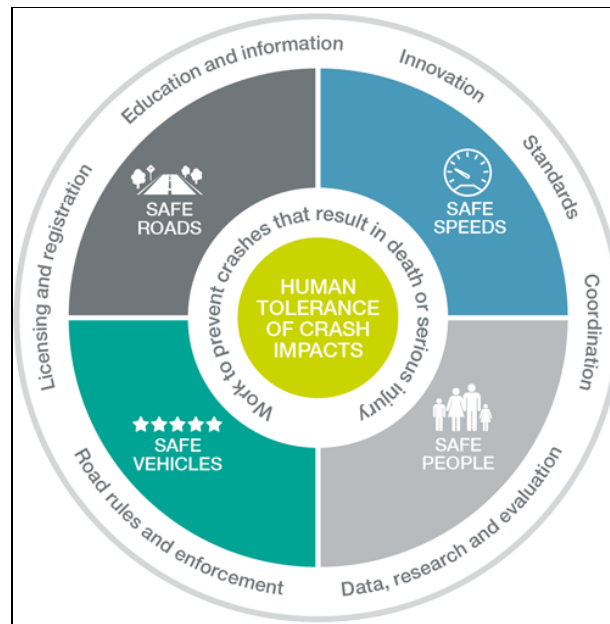 Education and information
Innovation
Standards
Coordination
Data, research and evaluation
Road rules and enforcement
Licensing and registration
SAFE
ROADS
SAFE
SPEEDS
SAFE
PEOPLE
SAFE
VEHICLES
Work to prevent crashes that result in death or serious injury
HUMAN
TOLERANCE
OF CRASH
IMPACTS